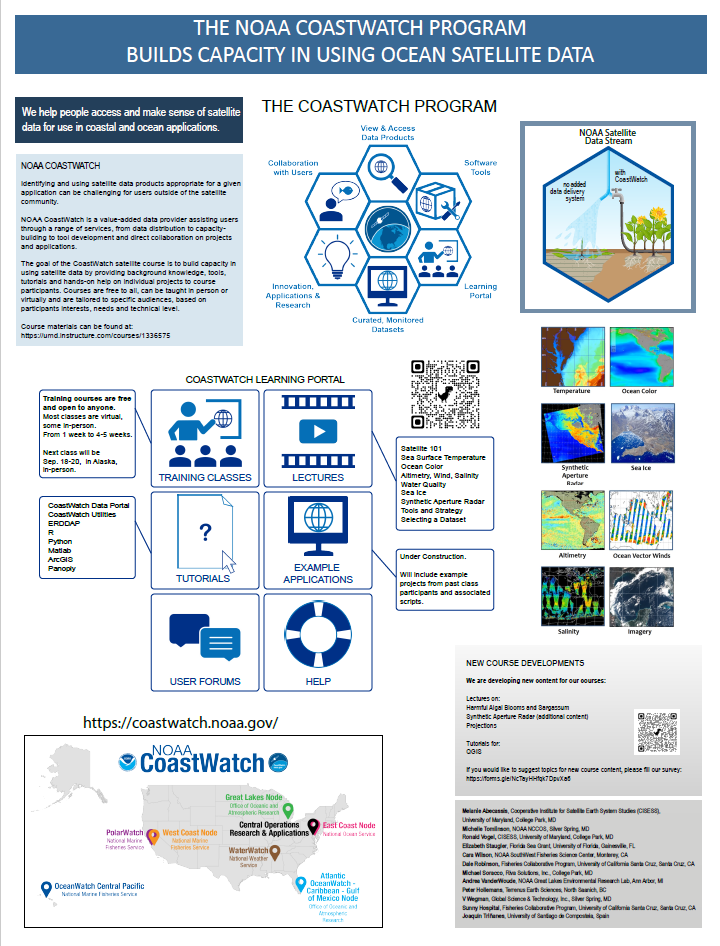 THE NOAA COASTWATCH PROGRAM
BUILDS CAPACITY IN USING OCEAN SATELLITE DATA
We help people access and make sense of satellite
data for use in coastal and ocean applications.
NOAA COASTWATCH
Identifying and using satellite data products appropriate for a given
application can be challenging for users outside of the satellite
community.
NOAA CoastWatch is a value-added data provider assisting users
through a range of services, from data distribution to capacity-
building to tool development and direct collaboration on projects
and applications.
The goal of the CoastWatch satellite course is to build capacity in
using satellite data by providing background knowledge, tools,
tutorials and hands-on help on individual projects to course
participants. Courses are free to all, can be taught in person or
virtually and are tailored to specific audiences, based on
participants interests, needs and technical level.
Course materials can be found at:
https://umd.instructure.com/courses/1336575
THE COASTWATCH PROGRAM
View & Access
Data Products
Collaboration
with Users
Software
Tools
Innovation,
Applications &
Research
Learning
Portal
Curated, Monitored
Datasets
NOAA Satellite
Data Stream
no added
data delivery
system
with
CoastWatch
Temperature
Ocean Color
Synthetic
Aperture
Radar
Sea Ice
Altimetry
Ocean Vector Winds
Salinity
Imagery
COASTWATCH LEARNING PORTAL
Training courses are free
and open to anyone.
Most classes are virtual,
some in-person.
From 1 week to 4-5 weeks.
Next class will be
Sep. 18-20, in Alaska,
in-person.
TRAINING CLASSES
LECTURES
Satellite 101
Sea Surface Temperature
Ocean Color
Altimetry, Wind, Salinity
Water Quality
Sea Ice
Synthetic Aperture Radar
Tools and Strategy
Selecting a Dataset
CoastWatch Data Portal
CoastWatch Utilities
ERDDAP
R
Python
Matlab
ArcGIS
Panoply
?
TUTORIALS
EXAMPLE
APPLICATIONS
Under Construction.
Will include example
projects from past class
participants and associated
scripts.
USER FORUMS
HELP
NEW COURSE DEVELOPMENTS
We are developing new content for our courses:
Lectures on:
Harmful Algal Blooms and Sargassum
Synthetic Aperture Radar (additional content)
Projections
Tutorials for:
QGIS
If you would like to suggest topics for new course content, please fill our survey:
https://coastwatch.noaa.gov/
NOAA
CoastWatch
Great Lakes Node
Office of Oceanic and
Atmospheric Research
Central Operations
Research & Applications
East Coast Node
National Ocean Service
PolarWatch
National Marine
Fisheries Service
West Coast Node
National Marine
Fisheries Service
WaterWatch
National Weather
Service
OceanWatch Central Pacific
National Marine Fisheries Service
Atlantic
OceanWatch -
Caribbean - Gulf
of Mexico Node
Office of Oceanic and
Atmospheric
Research
Melanie Abecassis, Cooperative Institute for Satellite Earth System Studies (CISESS),
University of Maryland, College Park, MD
Michelle Tomlinson, NOAA NCCOS, Silver Spring, MD
Ronald Vogel, CISESS, University of Maryland, College Park, MD
Elizabeth Staugler, Florida Sea Grant, University of Florida, Gainesville, FL
Cara Wilson, NOAA SouthWest Fisheries Science Center, Monterey, CA
Dale Robinson, Fisheries Collaborative Program, University of California Santa Cruz, Santa Cruz, CA
Michael Soracco, Riva Solutions, Inc., College Park, MD
Andrea VanderWoude, NOAA Great Lakes Environmental Research Lab, Ann Arbor, MI
Peter Hollemans, Terrenus Earth Sciences, North Saanich, BC
V Wegman, Global Science & Technology, Inc., Silver Spring, MD
Sunny Hospital, Fisheries Collaborative Program, University of California Santa Cruz, Santa Cruz, CA
Joaquin Triñanes, University of Santiago de Compostela, Spain